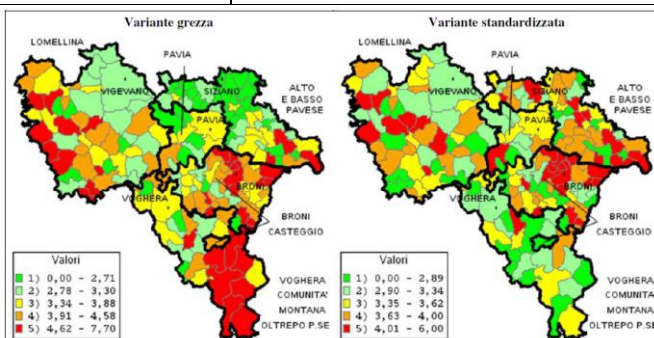 Variante grezza
LOMELLINA
PAVIA
VIGEVANO
SIZIANO
ALTO
E BASSO
PAVESE
PAVIA
VOGHERA
BRONI
BRONI
CASTEGGIO
Valori
1) 0,00 - 2,71
2) 2,78 - 3,30
3) 3,34 - 3,88
4) 3,91 - 4,58
5) 4,62 - 7,70
VOGHERA
COMUNITA'
MONTANA
OLTREPO P.SE
Variante standardizzata
LOMELLINA
PAVIA
VIGEVANO
SIZIANO
ALTO
E BASSO
PAVESE
PAVIA
VOGHERA
BRONI
BRONI
CASTEGGIO
Valori
1) 0,00 - 2,89
2) 2,90 - 3,34
3) 3,35 - 3,62
4) 3,63 - 4,00
5) 4,01 - 6,00
VOGHERA
COMUNITA'
MONTANA
OLTREPO P.SE